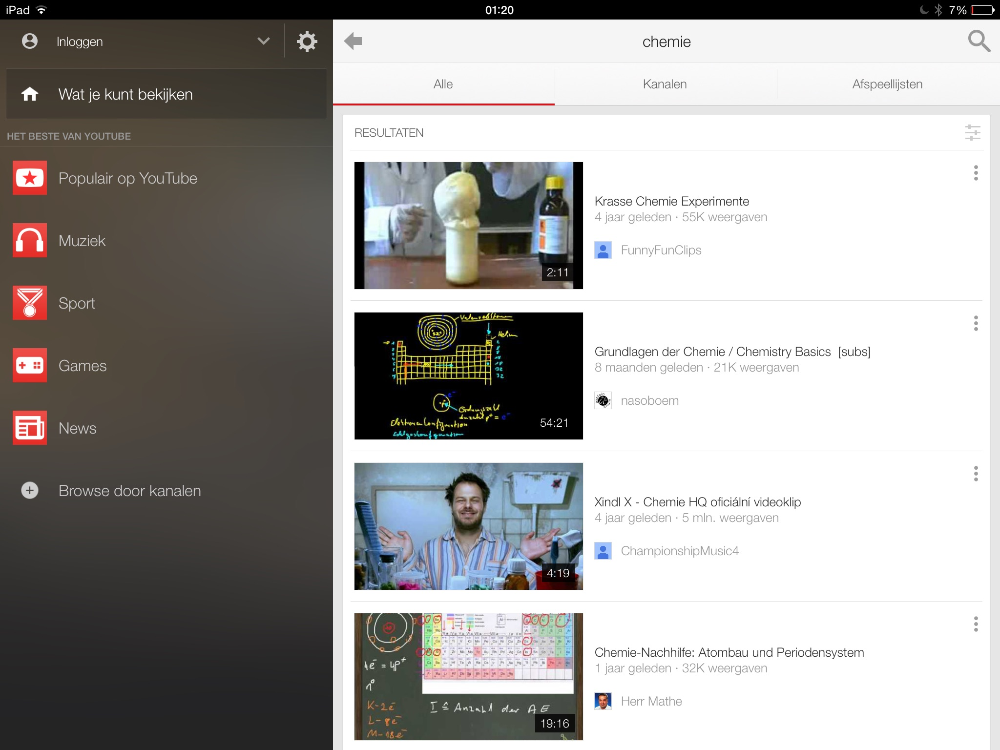 iPad
01:20
7%
Inloggen
Wat je kunt bekijken
HET BESTE VAN YOUTUBE
Populair op YouTube
Muziek
Sport
Games
News
Browse door kanalen
chemie
Alle
Kanalen
Afspeellijsten
RESULTATEN
2:11
Krasse Chemie Experimente
4 jaar geleden · 55K weergaven
FunnyFunClips
Helium
Elektronenkonfiguration
Edelgaskonfiguration
54:21
Grundlagen der Chemie / Chemistry Basics [subs]
8 maanden geleden · 21K weergaven
nasoboem
4:19
Xindl X - Chemie HQ oficiální videoklip
4 jaar geleden · 5 mln. weergaven
ChampionshipMusic4
4e⁻ = 4p⁺
K-2e⁻
L-8e⁻
M-18e⁻
I ≙ Anzahl der AE
19:16
Chemie-Nachhilfe: Atombau und Periodensystem
1 jaar geleden · 32K weergaven
Herr Mathe